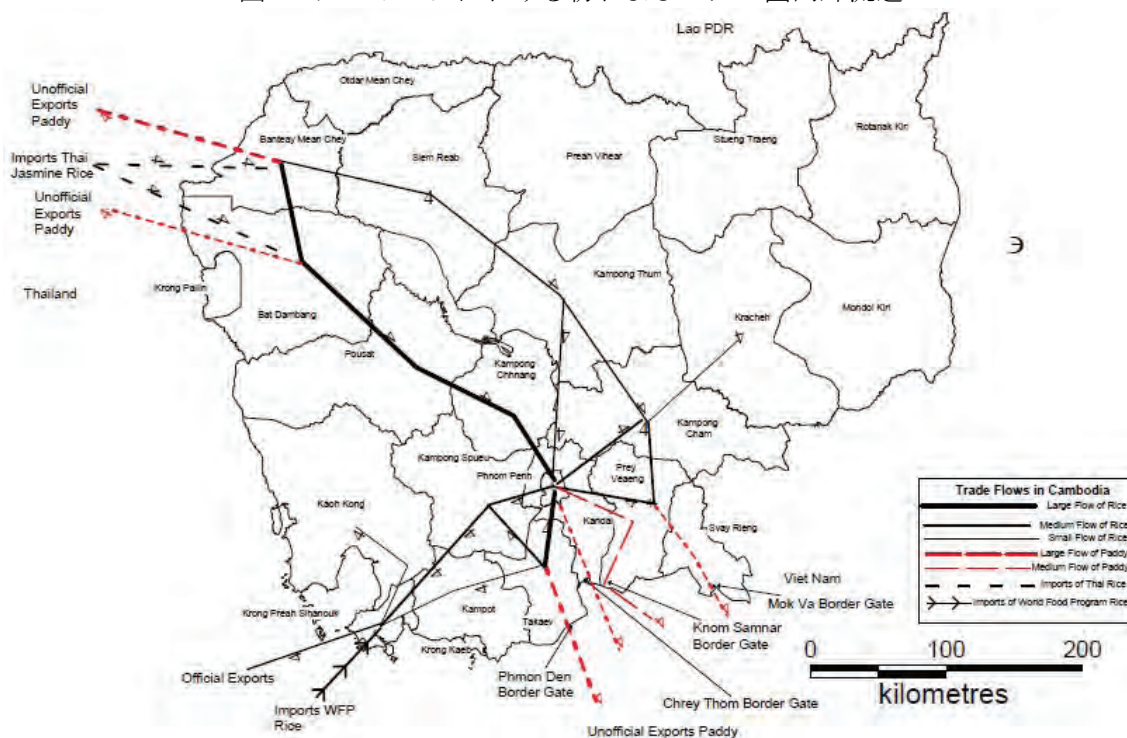 Lao PDR
Otdar Mean Chey
Unofficial
Exports
Paddy
Banteay Mean Chey
Siem Reab
Preah Vihear
Stueng Traeng
Rotanak Kiri
Imports Thai
Jasmine Rice
Unofficial
Exports
Paddy
Thailand
Krong Pailin
Bat Dambang
Kampong Thum
Kracheh
Mondol Kiri
Pousat
Kampong
Chhnang
Kampong
Cham
Kampong Spueu
Phnom Penh
Prey
Veaeng
Kaoh Kong
Kandal
Svay Rieng
Trade Flows in Cambodia
Large Flow of Rice
Medium Flow of Rice
Small Flow of Rice
Large Flow of Paddy
Medium Flow of Paddy
Imports of Thai Rice
Imports of World Food Program Rice
Viet Nam
Mok Va Border Gate
Krong Preah Sihanouk
Kampot
Takaev
Krong Kaeb
Knom Samnar
Border Gate
Official Exports
Phmon Den
Border Gate
Chrey Thom Border Gate
Imports WFP
Rice
Unofficial Exports Paddy
0 100 200
kilometres